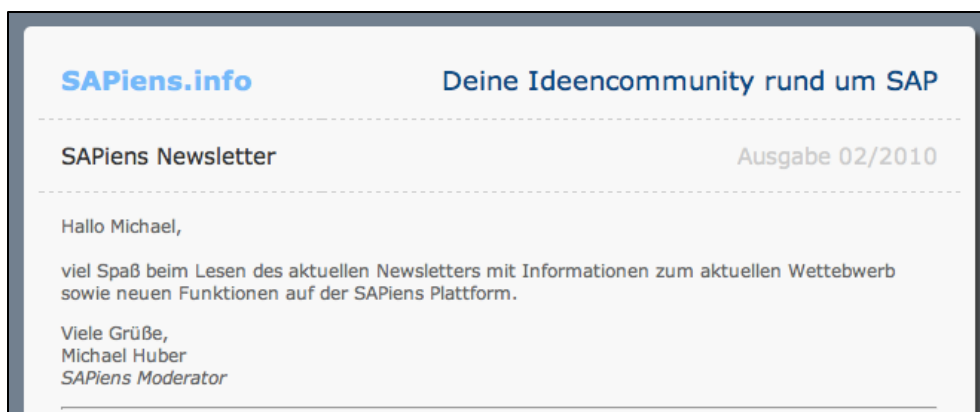 SAPiens.info
Deine Ideencommunity rund um SAP
SAPiens Newsletter
Ausgabe 02/2010
Hallo Michael,
viel Spaß beim Lesen des aktuellen Newsletters mit Informationen zum aktuellen Wettebwerb
sowie neuen Funktionen auf der SAPiens Plattform.
Viele Grüße,
Michael Huber
SAPiens Moderator